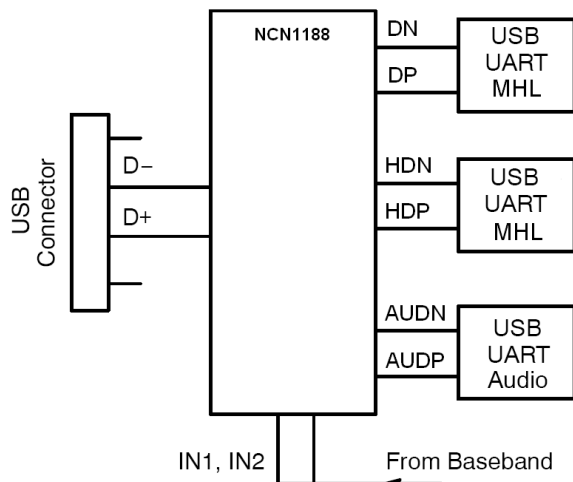 NCN1188
USB
Connector
D−
D+
DN
DP
USB
UART
MHL
HDN
HDP
USB
UART
MHL
AUDN
AUDP
USB
UART
Audio
IN1, IN2
From Baseband